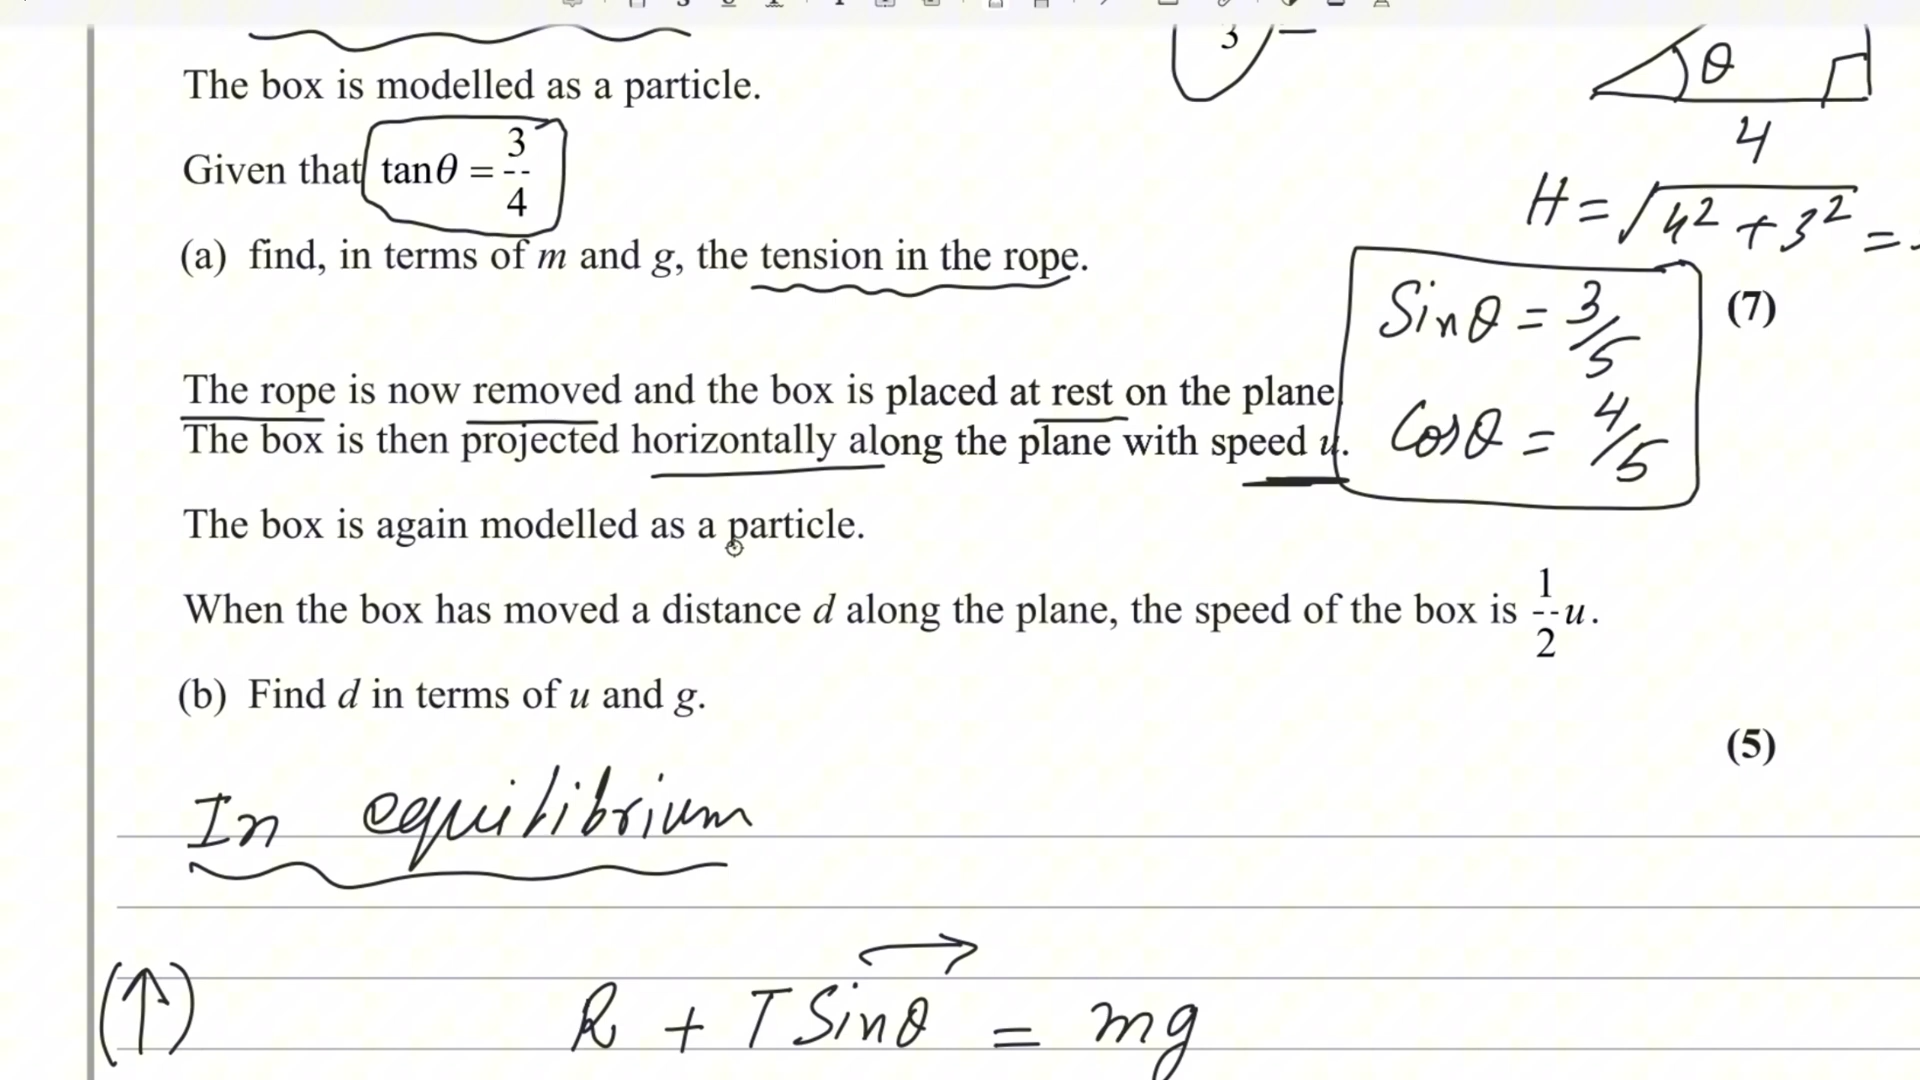 3
The box is modelled as a particle.
θ
4
Given that tanθ = 3/4
H = √4² + 3² =
(a) find, in terms of m and g, the tension in the rope.
(7)
Sinθ = 3/5
The rope is now removed and the box is placed at rest on the plane.
The box is then projected horizontally along the plane with speed u.
Cosθ = 4/5
The box is again modelled as a particle.
When the box has moved a distance d along the plane, the speed of the box is 1/2 u.
(b) Find d in terms of u and g.
(5)
In equilibrium
(↑) R + T Sinθ = mg